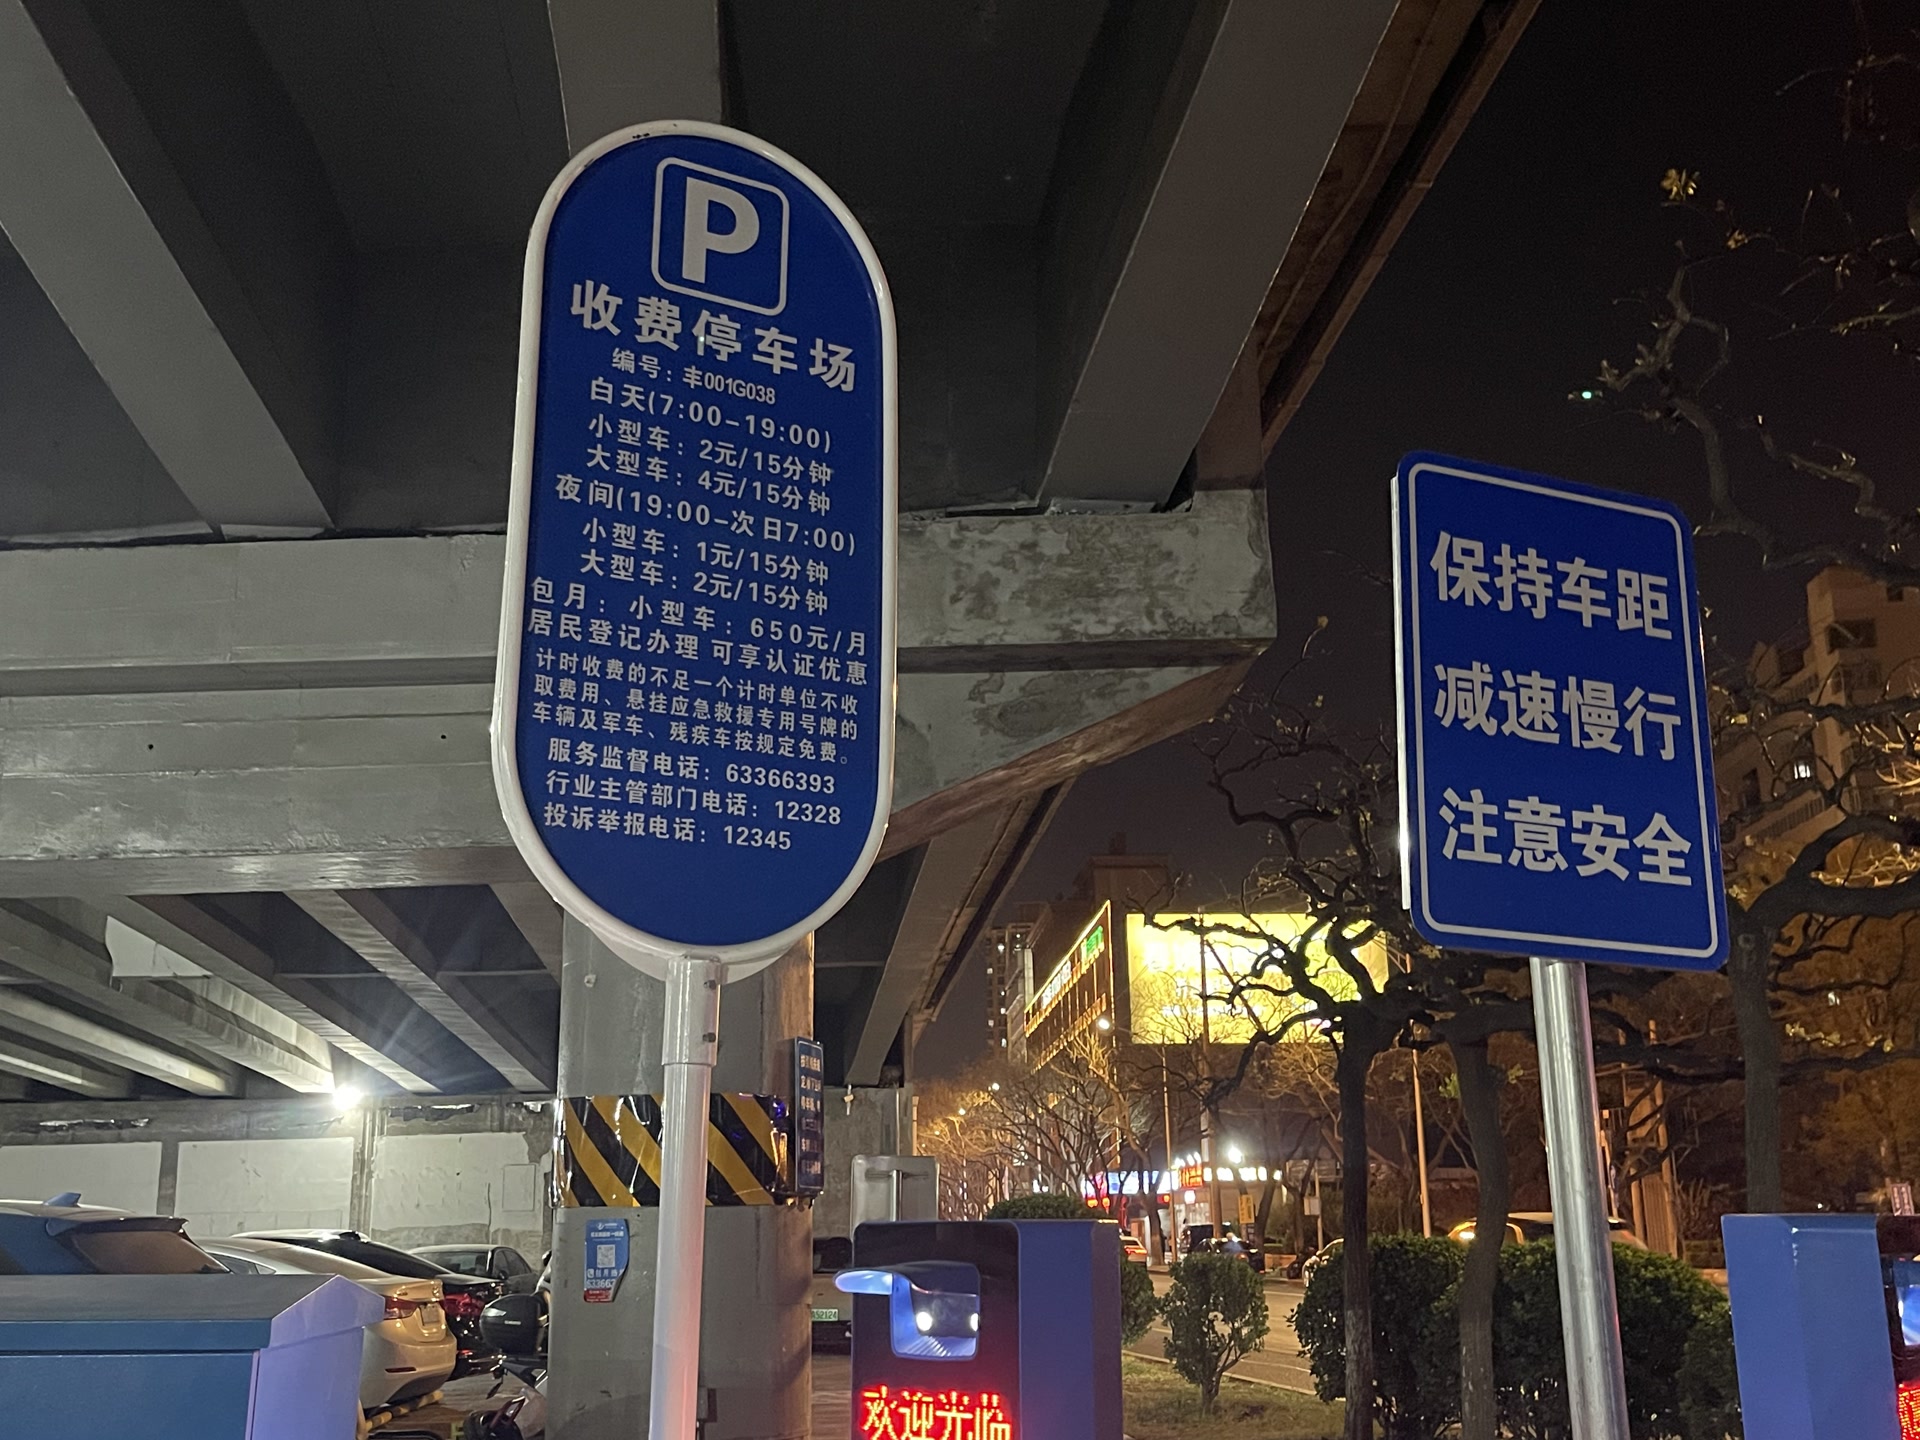 P
收费停车场
编号：丰001G038
白天(7:00-19:00)
小型车：2元/15分钟
大型车：4元/15分钟
夜间(19:00-次日7:00)
小型车：1元/15分钟
大型车：2元/15分钟
包月：小型车：650元/月
居民登记办理 可享认证优惠
计时收费的不足一个计时单位不收
取费用、悬挂应急救援专用号牌的
车辆及军车、残疾车按规定免费。
服务监督电话：63366393
行业主管部门电话：12328
投诉举报电话：12345
保持车距
减速慢行
注意安全
欢迎光临